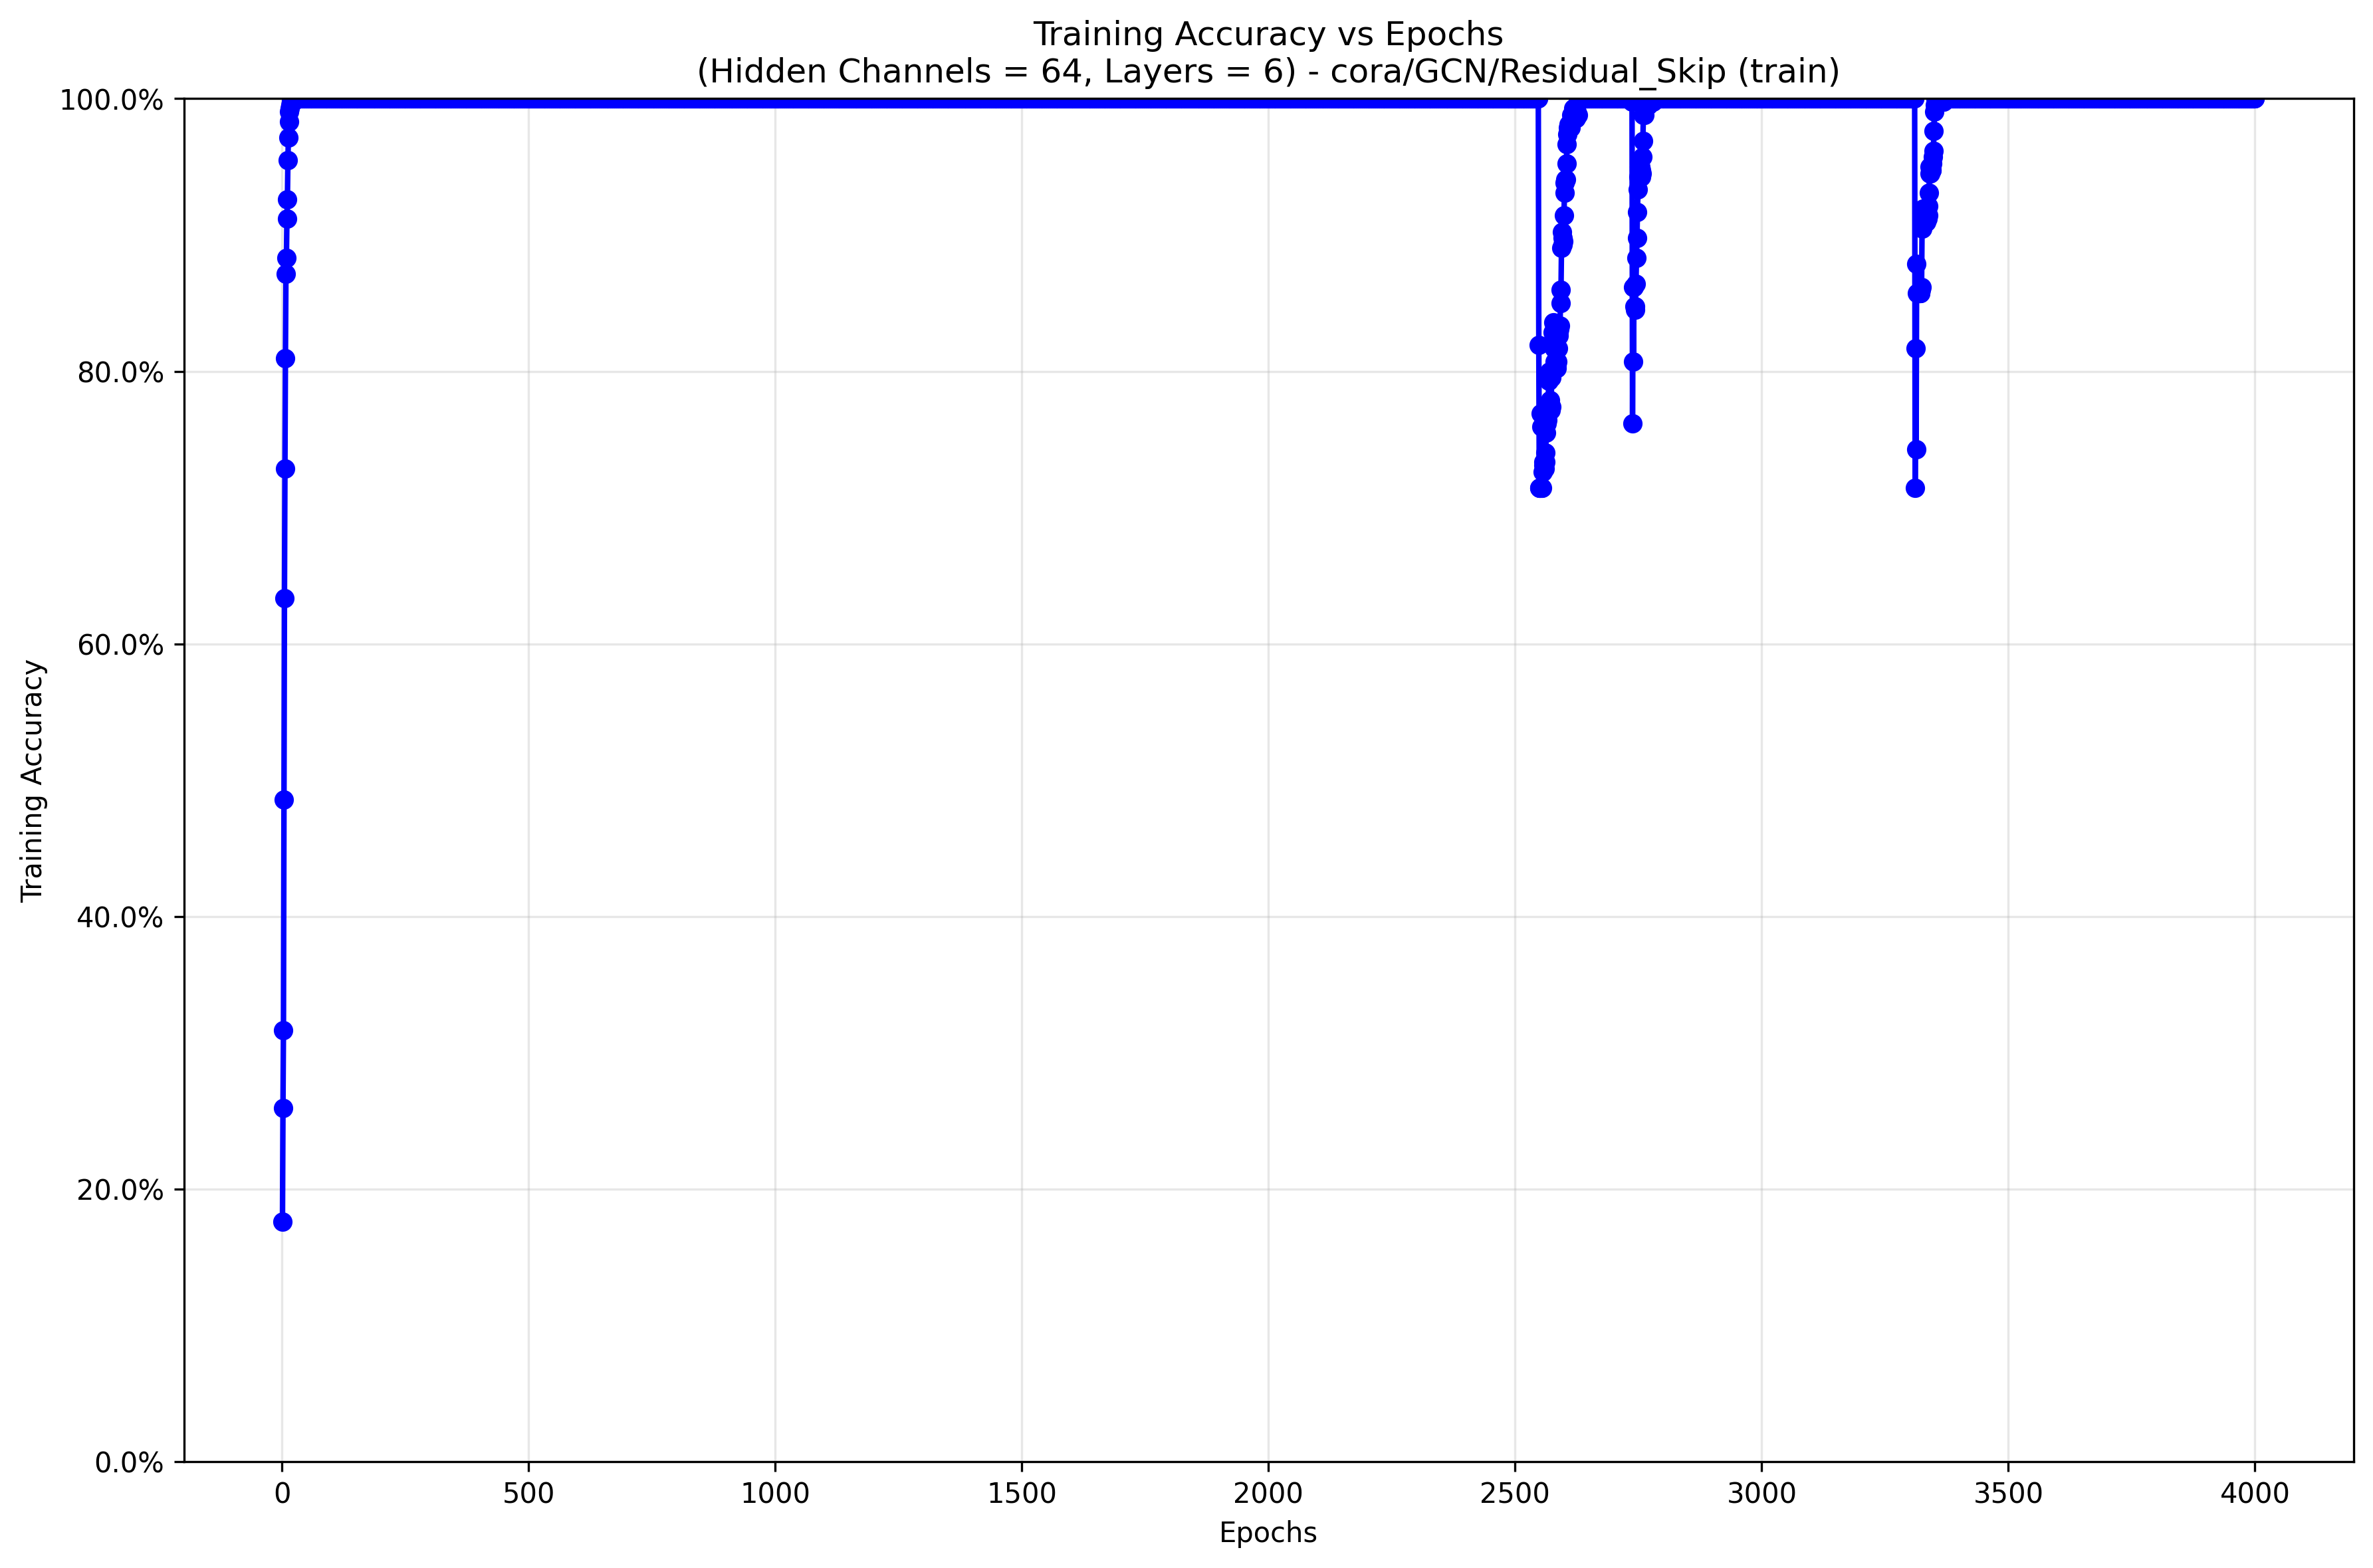 Training Accuracy vs Epochs
(Hidden Channels = 64, Layers = 6) - cora/GCN/Residual_Skip (train)
100.0%
80.0%
60.0%
40.0%
20.0%
0.0%
Training Accuracy
0 500 1000 1500 2000 2500 3000 3500 4000
Epochs